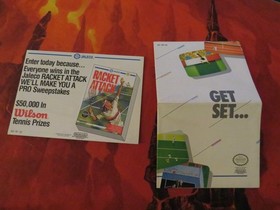 JALECO
Enter today because...
Everyone wins in the
Jaleco RACKET ATTACK
WE'LL MAKE YOU A
PRO Sweepstakes
$50,000 In
Wilson
Tennis Prizes
RACKET
ATTACK
GET
SET...